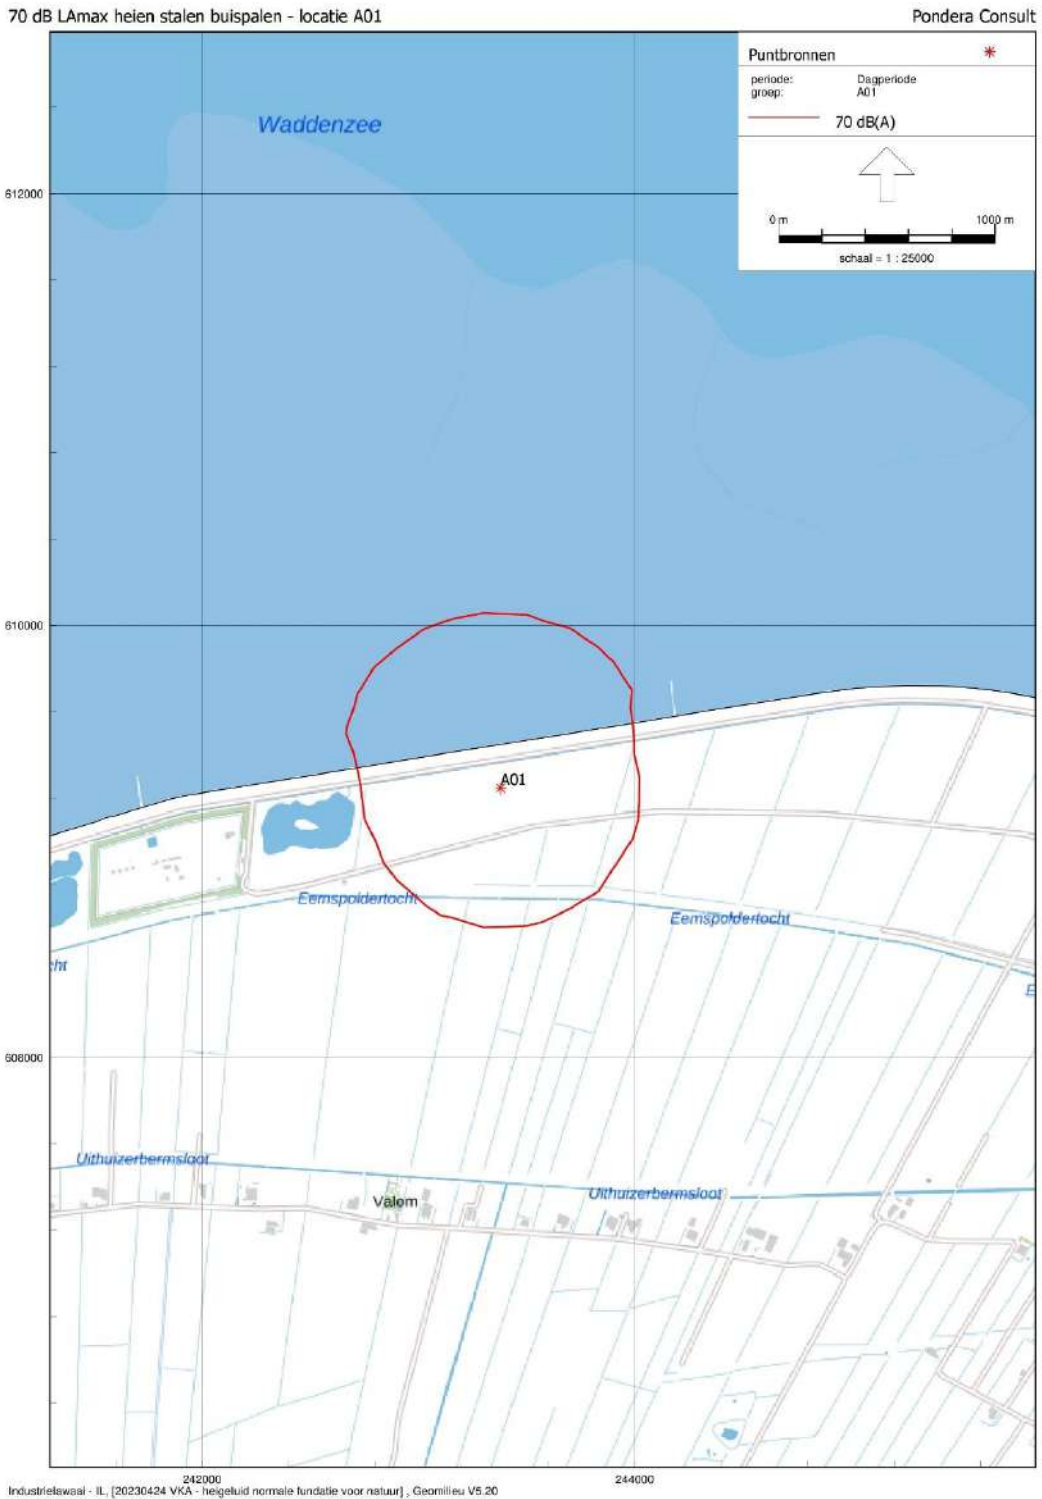 70 dB LAmax heien stalen buispalen - locatie A01
Pondera Consult
Puntbronnen
periode: Dagperiode
groep: A01
70 dB(A)
0 m 1000 m
schaal = 1 : 25000
Waddenzee
612000
610000
A01
Eemspoldertocht
Eemspoldertocht
cht
E
608000
Uithuizerbermsloot
Uithuizerbermsloot
Valom
242000 244000
Industrielawaai - IL, [20230424 VKA - heigeluid normale fundatie voor natuur] , Geomilieu V5.20